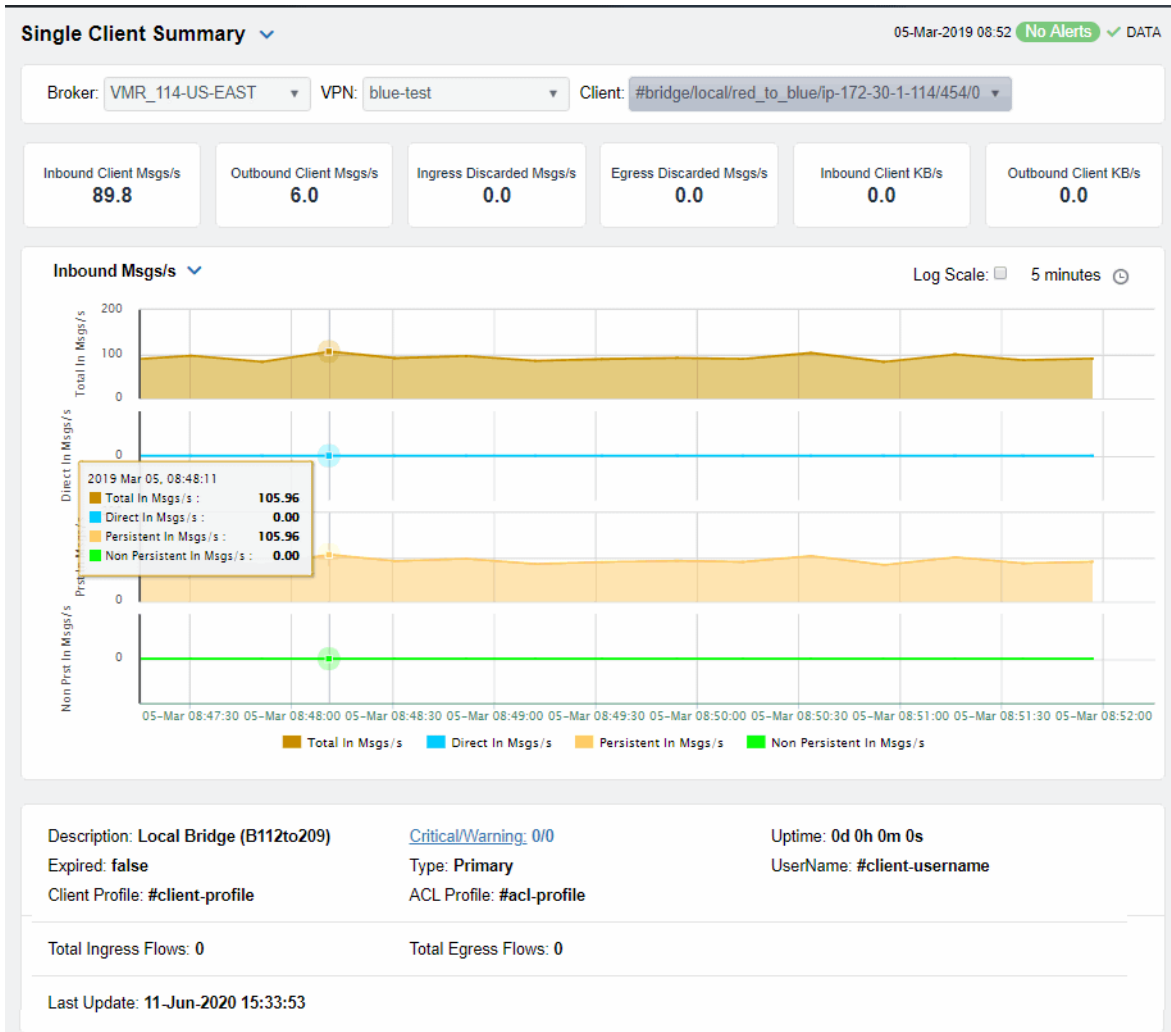 Single Client Summary
05-Mar-2019 08:52 No Alerts DATA
Broker: VMR_114-US-EAST VPN: blue-test Client: #bridge/local/red_to_blue/ip-172-30-1-114/454/0
Inbound Client Msgs/s Outbound Client Msgs/s Ingress Discarded Msgs/s Egress Discarded Msgs/s Inbound Client KB/s Outbound Client KB/s
89.8 6.0 0.0 0.0 0.0 0.0
Inbound Msgs/s
Log Scale: 5 minutes
Total In Msgs/s
200
100
0
Direct In Msgs/s
0
2019 Mar 05, 08:48:11
Total In Msgs/s : 105.96
Direct In Msgs/s : 0.00
Persistent In Msgs/s : 105.96
Non Persistent In Msgs/s : 0.00
0
Non Prst In Msgs/s
0
05-Mar 08:47:30 05-Mar 08:48:00 05-Mar 08:48:30 05-Mar 08:49:00 05-Mar 08:49:30 05-Mar 08:50:00 05-Mar 08:50:30 05-Mar 08:51:00 05-Mar 08:51:30 05-Mar 08:52:00
Total In Msgs/s Direct In Msgs/s Persistent In Msgs/s Non Persistent In Msgs/s
Description: Local Bridge (B112to209) Critical/Warning: 0/0 Uptime: 0d 0h 0m 0s
Expired: false Type: Primary UserName: #client-username
Client Profile: #client-profile ACL Profile: #acl-profile
Total Ingress Flows: 0 Total Egress Flows: 0
Last Update: 11-Jun-2020 15:33:53